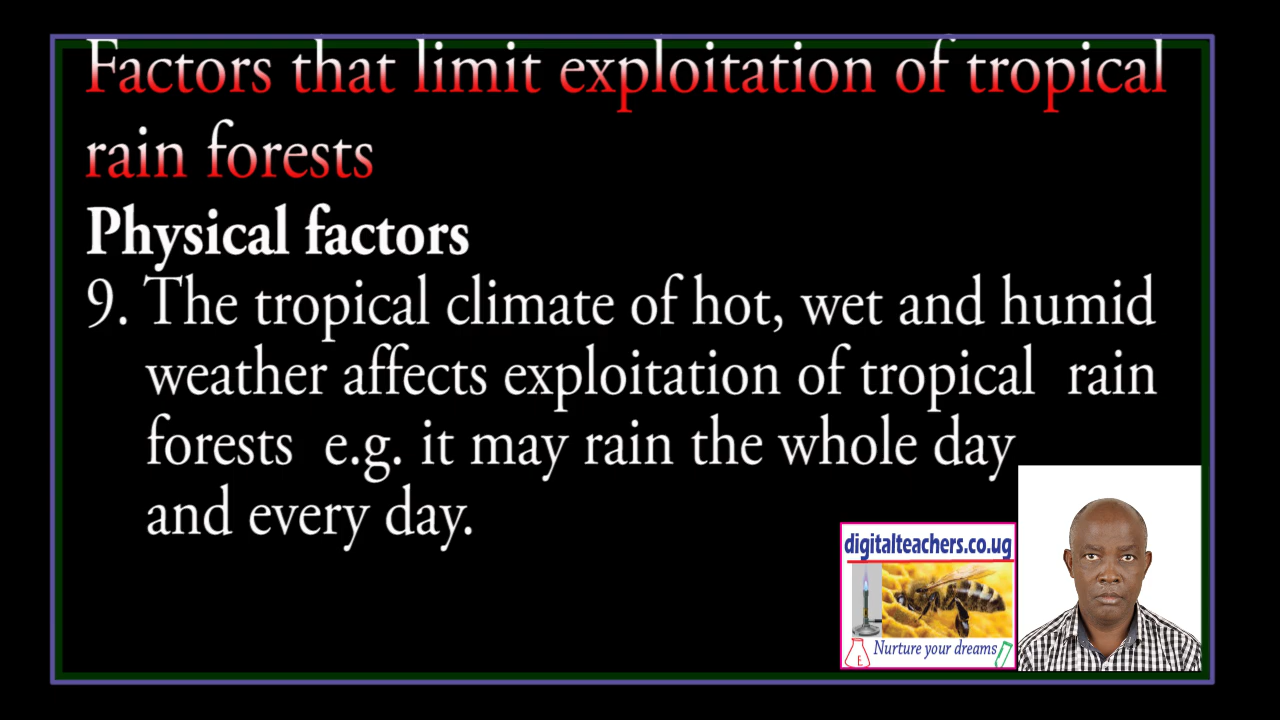 Factors that limit exploitation of tropical
rain forests
Physical factors
9. The tropical climate of hot, wet and humid
weather affects exploitation of tropical rain
forests e.g. it may rain the whole day
and every day.
digitalteachers.co.ug
E
Nurture your dreams